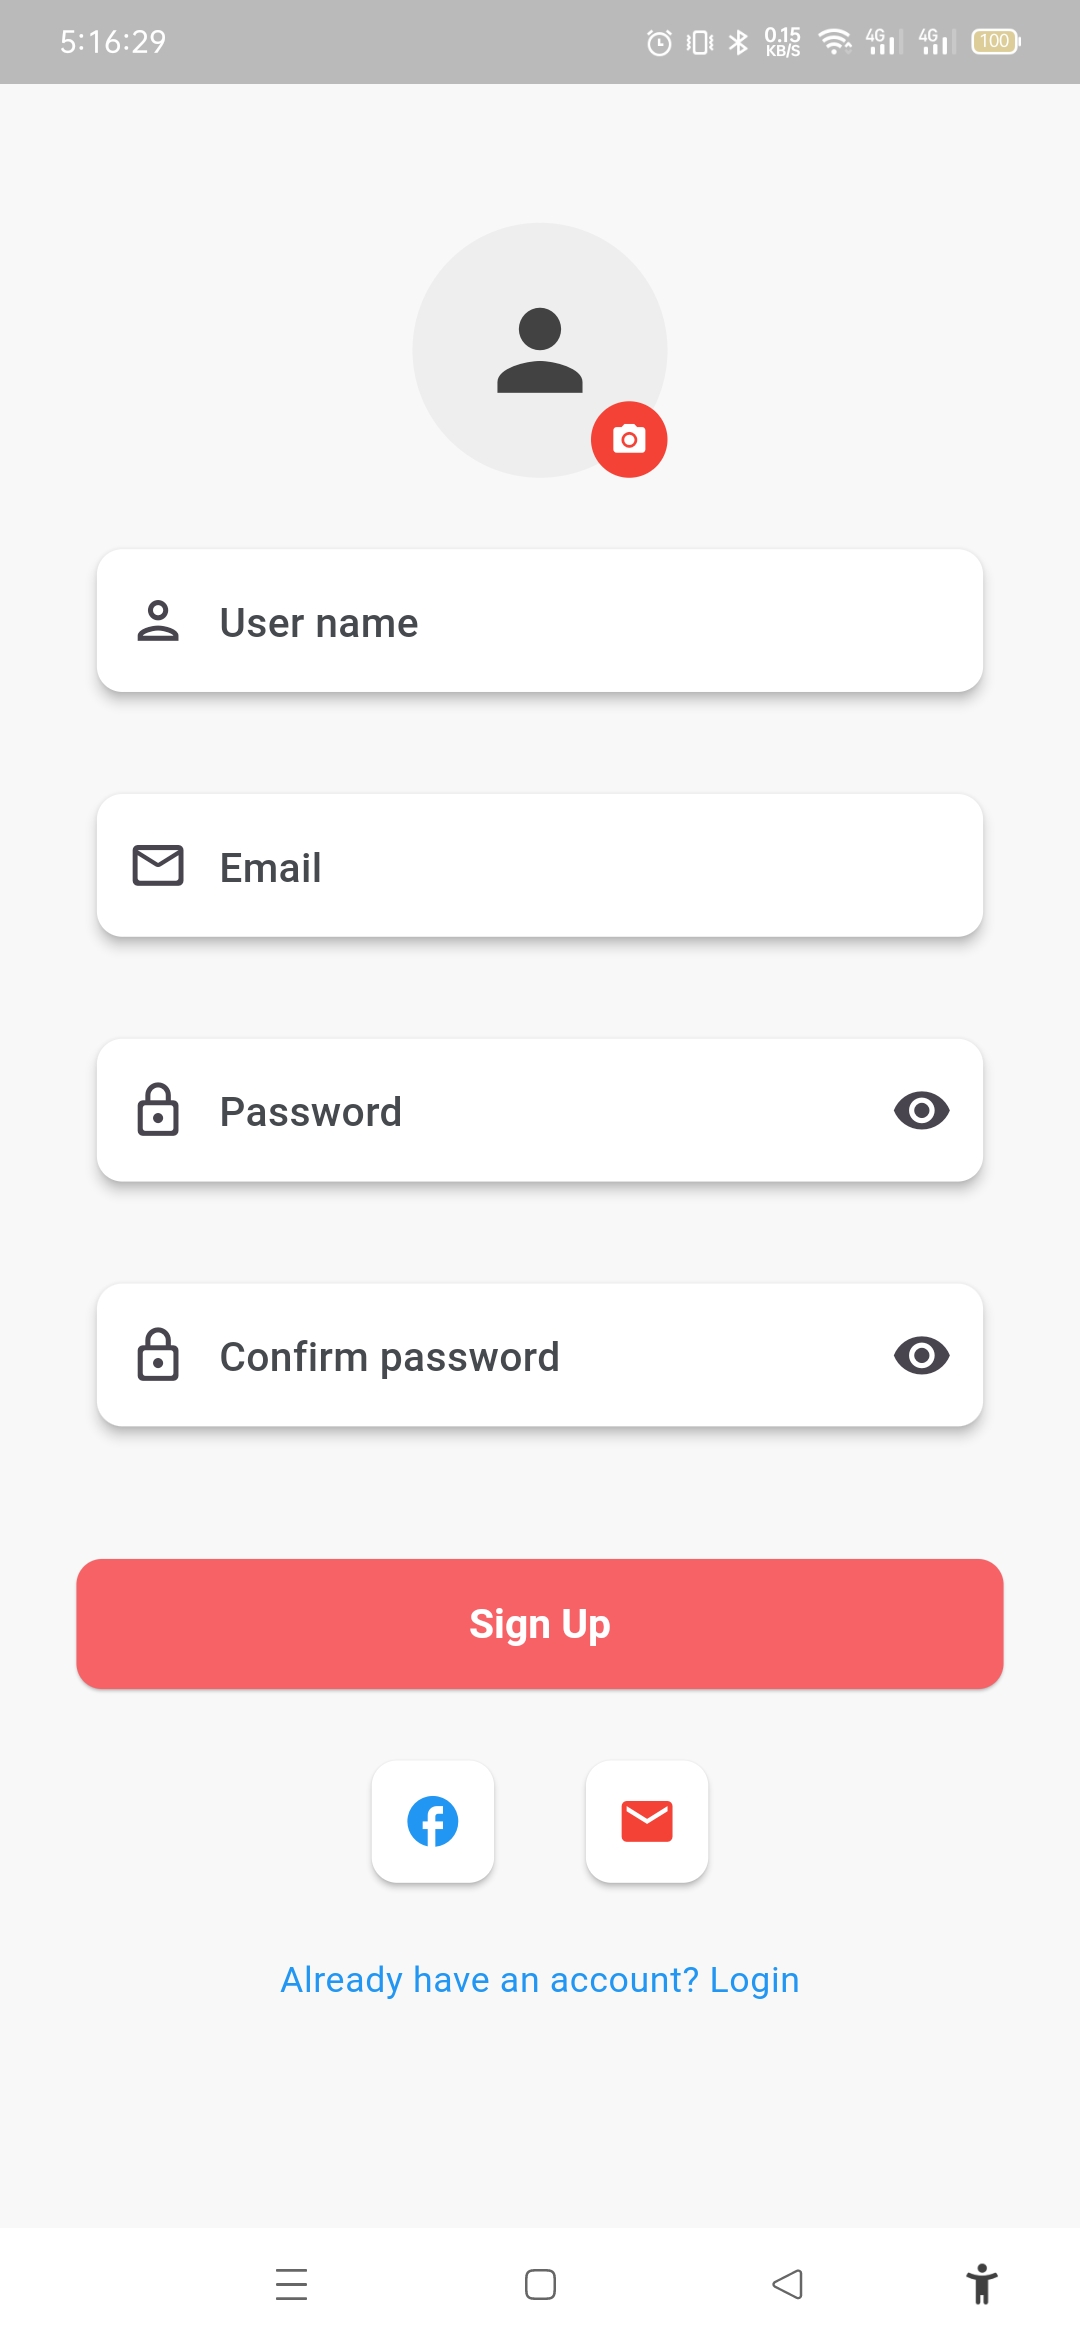 5:16:29
0.15
KB/S
4G
4G
100
User name
Email
Password
Confirm password
Sign Up
Already have an account? Login